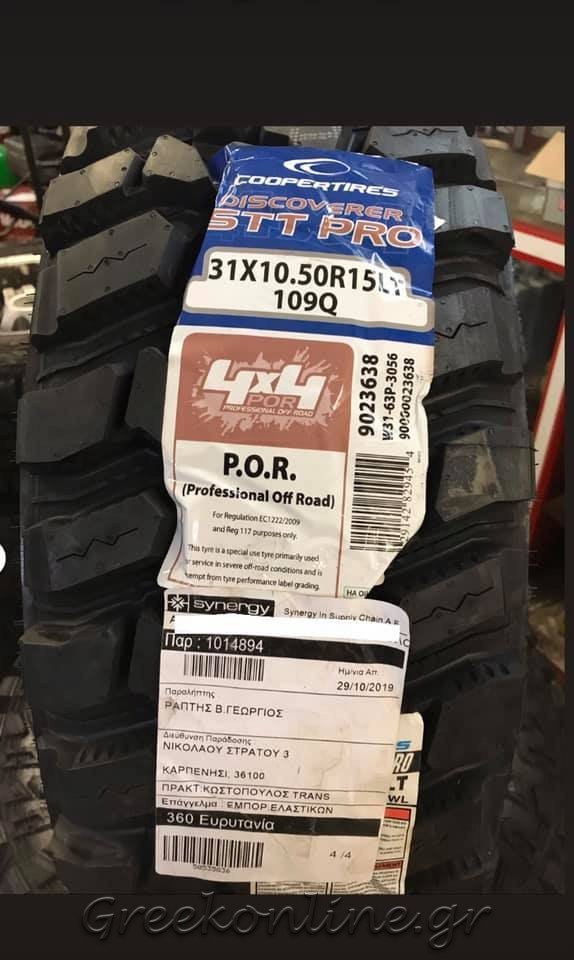 COOPERTIRES
DISCOVERER
STT PRO
31X10.50R15LT
109Q
4x4
POR
PROFESSIONAL OFF ROAD
P.O.R.
(Professional Off Road)
For Regulation EC1222/2009
and Reg 117 purposes only.
This tyre is a special use tyre primarily used
or service in severe off-road conditions and is
exempt from tyre performance label grading.
9023638
W31-63P-3056
90000023638
synergy
Synergy In Supply Chain A.E.
Παρ : 1014894
Ημ/νια Απ :
29/10/2019
Παραλήπτης
ΡΑΠΤΗΣ Β.ΓΕΩΡΓΙΟΣ
Διεύθυνση Παράδοσης
ΝΙΚΟΛΑΟΥ ΣΤΡΑΤΟΥ 3
ΚΑΡΠΕΝΗΣΙ, 36100
ΠΡΑΚΤ:ΚΩΣΤΟΠΟΥΛΟΣ TRANS
Επάγγελμα : ΕΜΠΟΡ.ΕΛΑΣΤΙΚΩΝ
360 Ευρυτανία
50535036
4 /4
Greekonline.gr